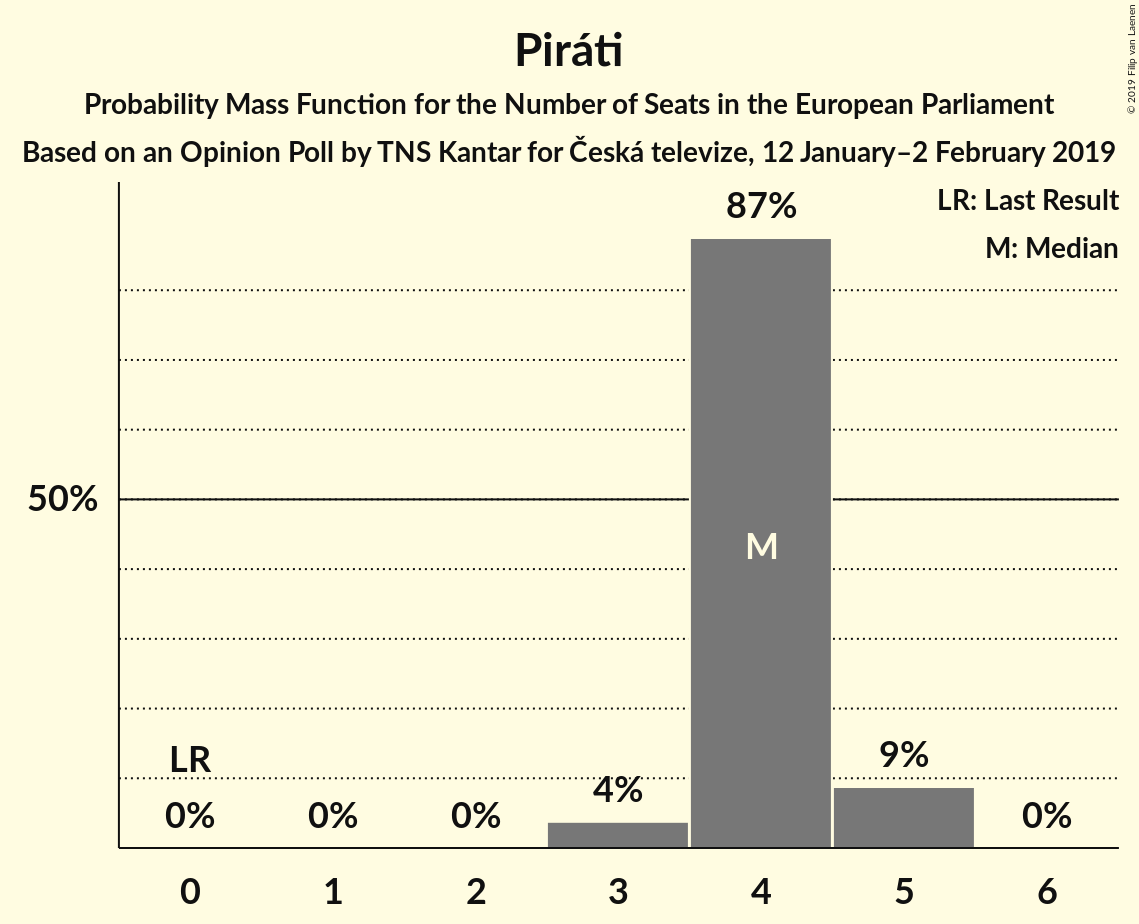 Piráti
Probability Mass Function for the Number of Seats in the European Parliament
Based on an Opinion Poll by TNS Kantar for Česká televize, 12 January–2 February 2019
© 2019 Filip van Laenen
LR: Last Result
M: Median
87%
50%
M
LR
9%
4%
0% 0% 0% 0%
0 1 2 3 4 5 6